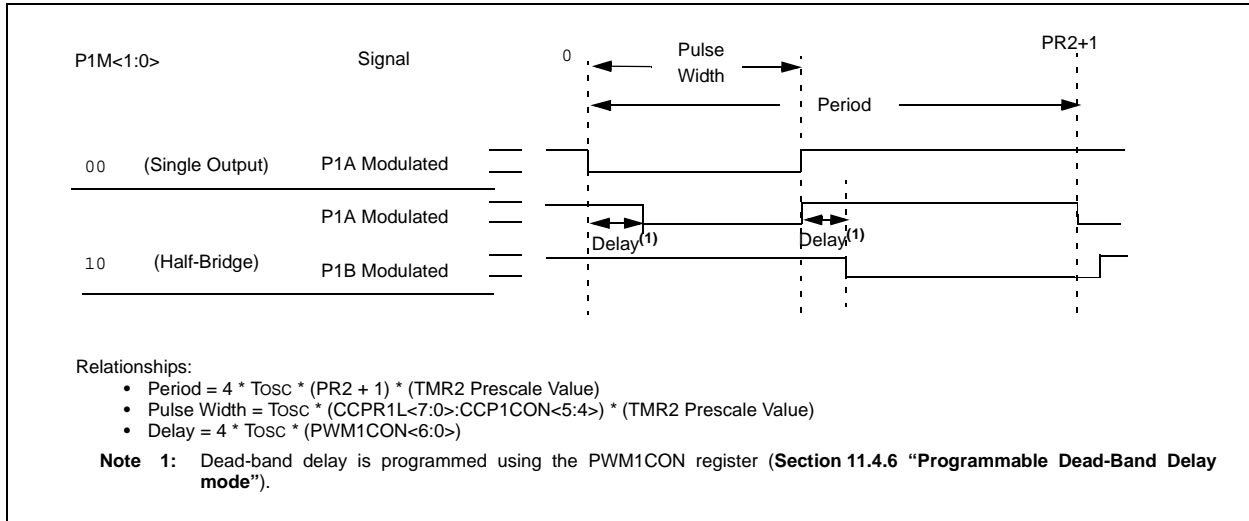 P1M<1:0> Signal 0 Pulse Width PR2+1
Period
00 (Single Output) P1A Modulated
P1A Modulated
Delay(1) Delay(1)
10 (Half-Bridge) P1B Modulated
Relationships:
• Period = 4 * TOSC * (PR2 + 1) * (TMR2 Prescale Value)
• Pulse Width = TOSC * (CCPR1L<7:0>:CCP1CON<5:4>) * (TMR2 Prescale Value)
• Delay = 4 * TOSC * (PWM1CON<6:0>)
Note 1: Dead-band delay is programmed using the PWM1CON register (Section 11.4.6 “Programmable Dead-Band Delay
mode”).